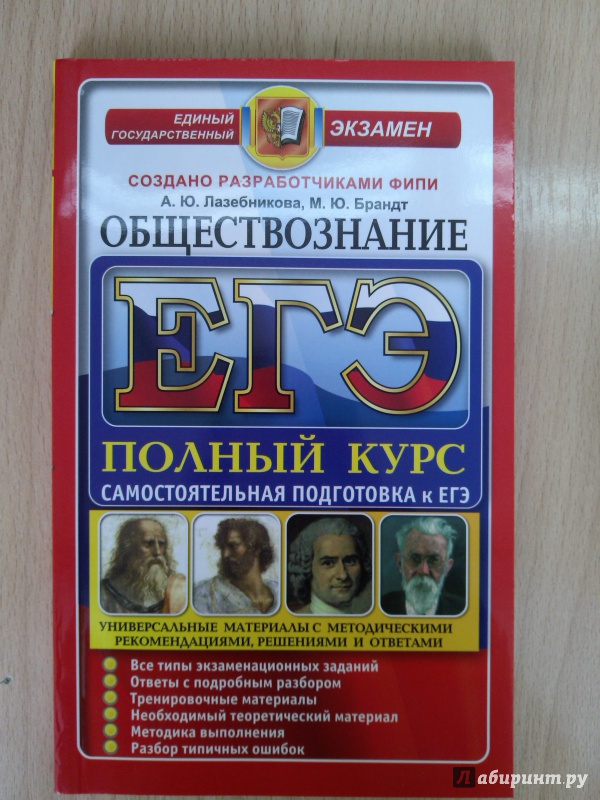 ЕДИНЫЙ
ГОСУДАРСТВЕННЫЙ
ЭКЗАМЕН
СОЗДАНО РАЗРАБОТЧИКАМИ ФИПИ
А. Ю. Лазебникова, М. Ю. Брандт
ОБЩЕСТВОЗНАНИЕ
ЕГЭ
ПОЛНЫЙ КУРС
САМОСТОЯТЕЛЬНАЯ ПОДГОТОВКА к ЕГЭ
УНИВЕРСАЛЬНЫЕ МАТЕРИАЛЫ С МЕТОДИЧЕСКИМИ
РЕКОМЕНДАЦИЯМИ, РЕШЕНИЯМИ И ОТВЕТАМИ
Все типы экзаменационных заданий
Ответы с подробным разбором
Тренировочные материалы
Необходимый теоретический материал
Методика выполнения
Разбор типичных ошибок
Лабиринт.ру